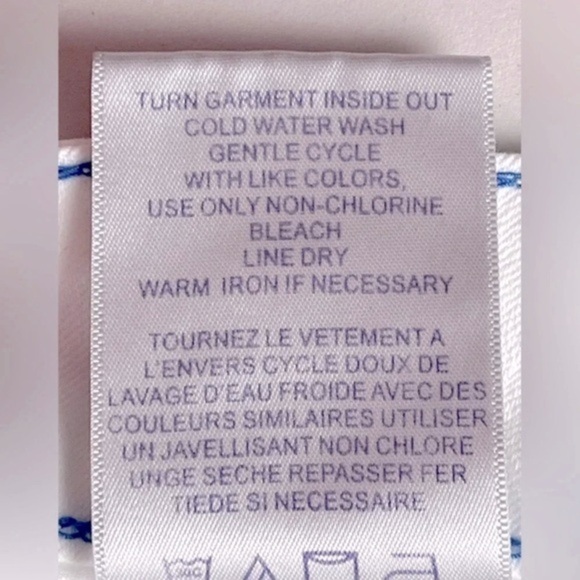 TURN GARMENT INSIDE OUT
COLD WATER WASH
GENTLE CYCLE
WITH LIKE COLORS,
USE ONLY NON-CHLORINE
BLEACH
LINE DRY
WARM IRON IF NECESSARY
TOURNEZ LE VETEMENT A
L'ENVERS CYCLE DOUX DE
LAVAGE D'EAU FROIDE AVEC DES
COULEURS SIMILAIRES UTILISER
UN JAVELLISANT NON CHLORE
UNGE SECHE REPASSER FER
TIEDE SI NECESSAIRE
30C